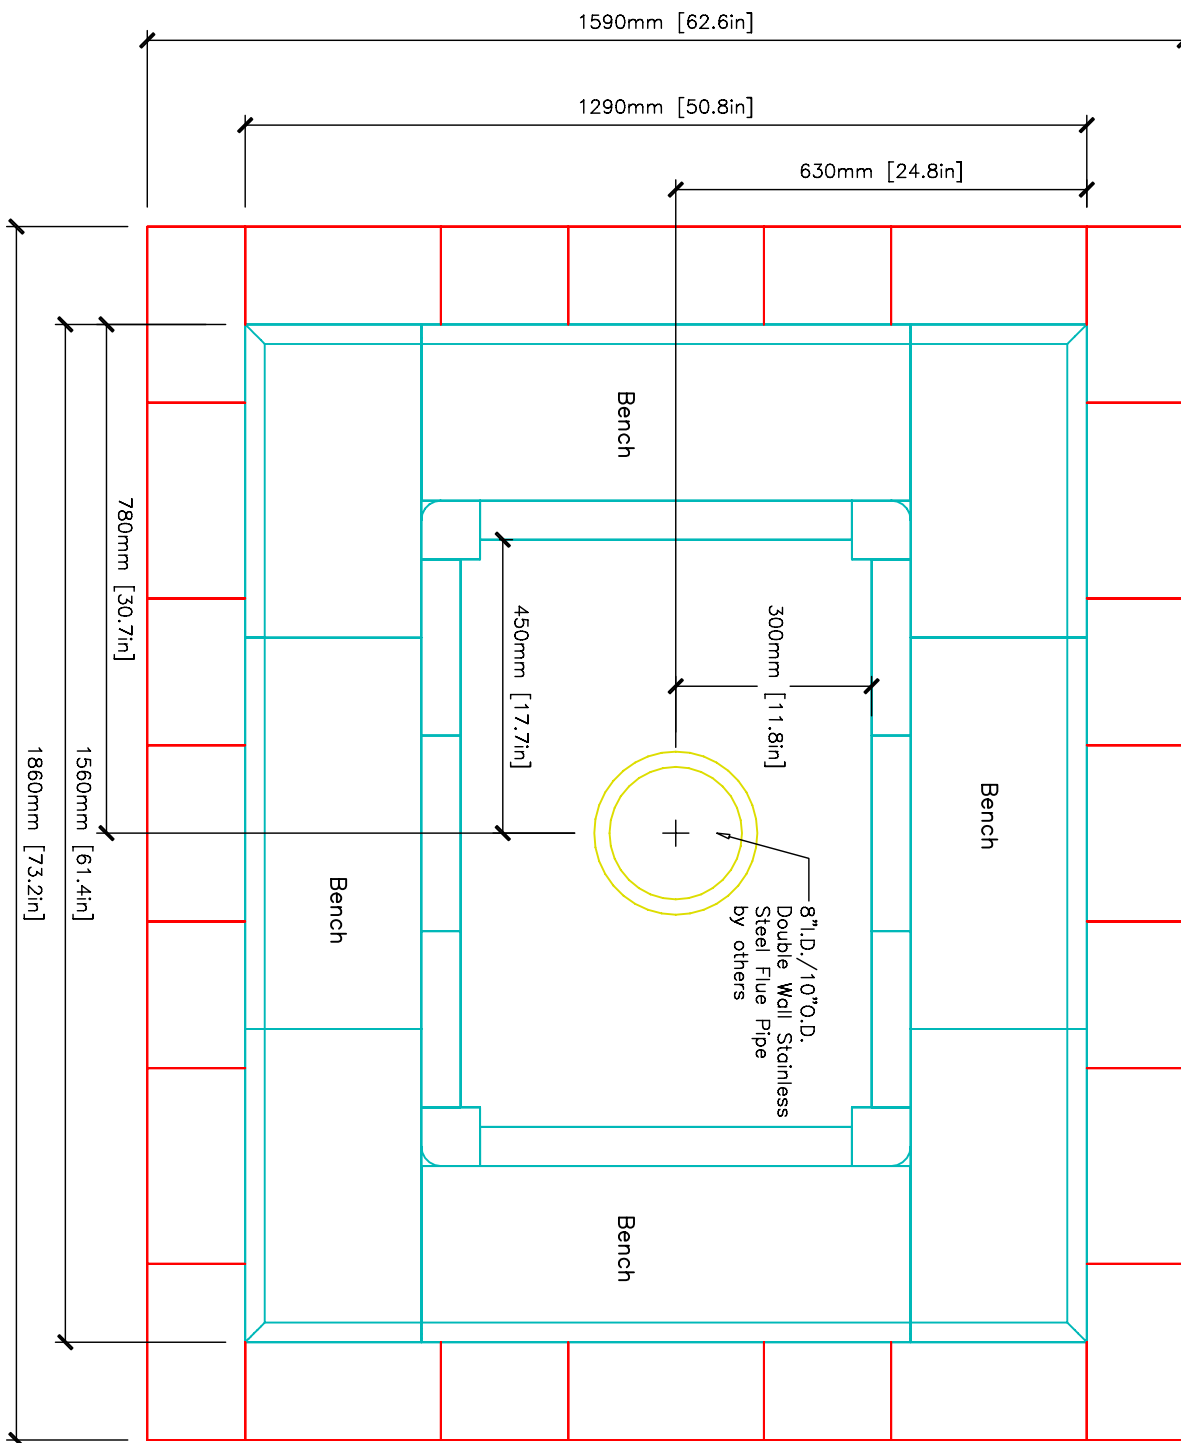 1590mm [62.6in]
1290mm [50.8in]
630mm [24.8in]
Bench
780mm [30.7in]
450mm [17.7in]
300mm [11.8in]
1860mm [73.2in]
1560mm [61.4in]
Bench
Bench
8"I.D./10"O.D.
Double Wall Stainless
Steel Flue Pipe
by others
Bench